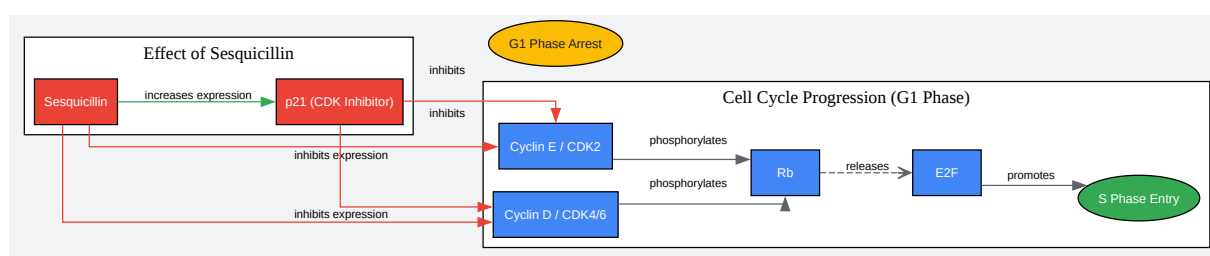 G1 Phase Arrest
Effect of Sesquicillin
inhibits
Sesquicillin
increases expression
p21 (CDK Inhibitor)
inhibits
Cell Cycle Progression (G1 Phase)
Cyclin E / CDK2
phosphorylates
inhibits expression
Rb
releases
E2F
promotes
phosphorylates
S Phase Entry
inhibits expression
Cyclin D / CDK4/6